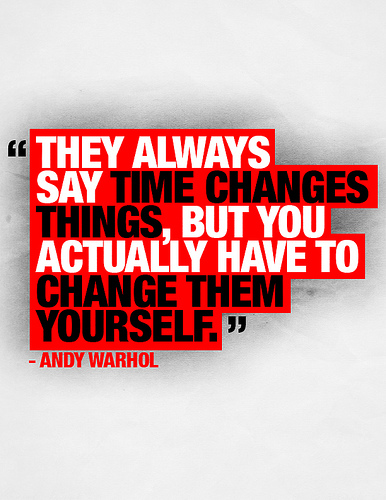 “ THEY ALWAYS
SAY TIME CHANGES
THINGS, BUT YOU
ACTUALLY HAVE TO
CHANGE THEM
YOURSELF. ”
- ANDY WARHOL